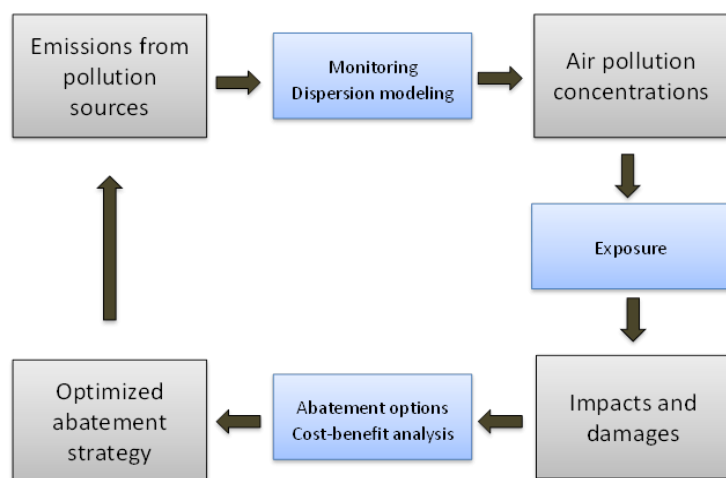 Emissions from
pollution
sources
Monitoring
Dispersion modeling
Air pollution
concentrations
Exposure
Impacts and
damages
Abatement options
Cost-benefit analysis
Optimized
abatement
strategy